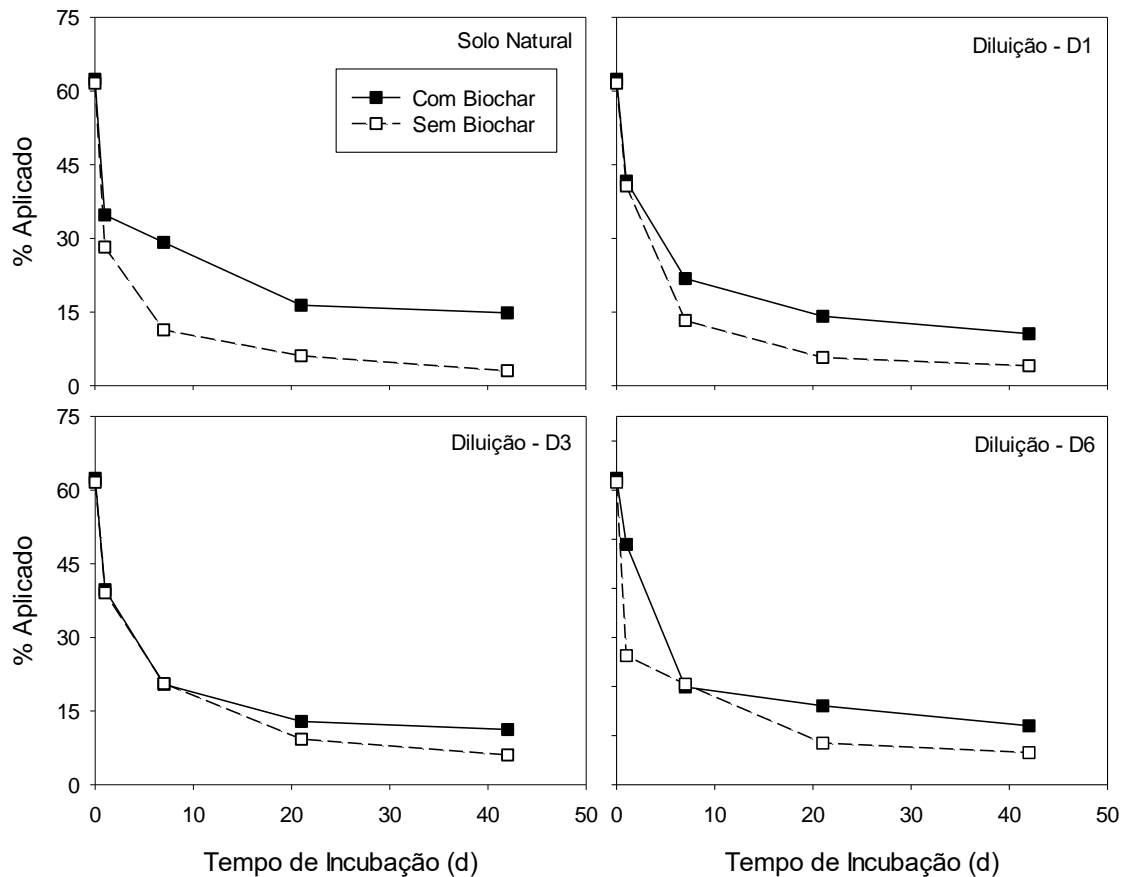 75
60
45
30
15
0
% Aplicado
Solo Natural
Com Biochar
Sem Biochar
Diluição - D1
75
60
45
30
15
0
% Aplicado
Diluição - D3
0 10 20 30 40 50
Tempo de Incubação (d)
Diluição - D6
0 10 20 30 40 50
Tempo de Incubação (d)